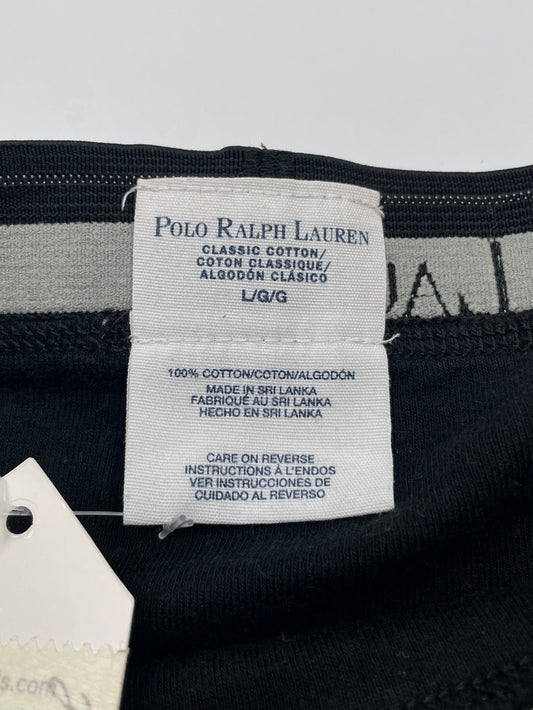 POLO RALPH LAUREN
CLASSIC COTTON/
COTON CLASSIQUE/
ALGODÓN CLÁSICO
L/G/G
100% COTTON/COTON/ALGODÓN
MADE IN SRI LANKA
FABRIQUÉ AU SRI LANKA
HECHO EN SRI LANKA
CARE ON REVERSE
INSTRUCTIONS À L'ENDOS
VER INSTRUCCIONES DE
CUIDADO AL REVERSO
s.com